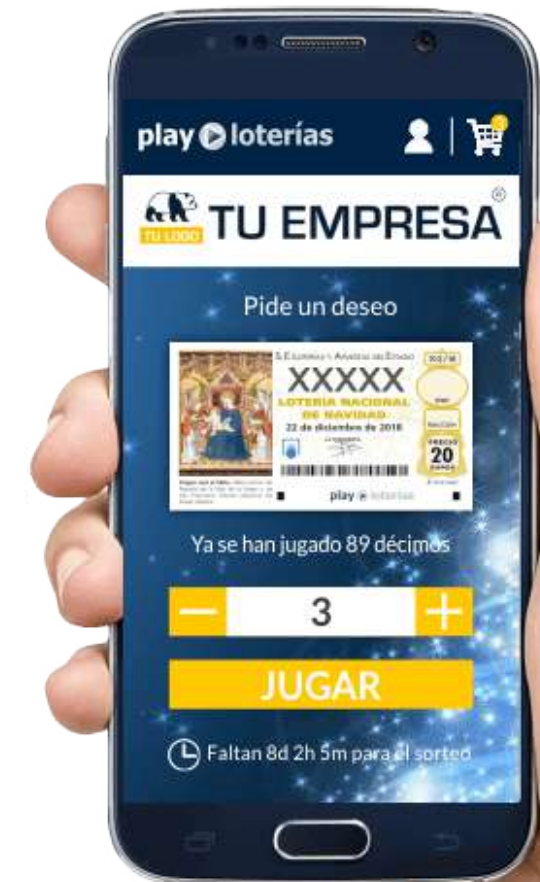 play loterías
3
TU EMPRESA
®
TU LOGO
Pide un deseo
XXXXX
LOTERÍA NACIONAL
DE NAVIDAD
22 de diciembre de 2018
PRECIO
20
EUROS
play loterías
Ya se han jugado 89 décimos
3
JUGAR
Faltan 8d 2h 5m para el sorteo